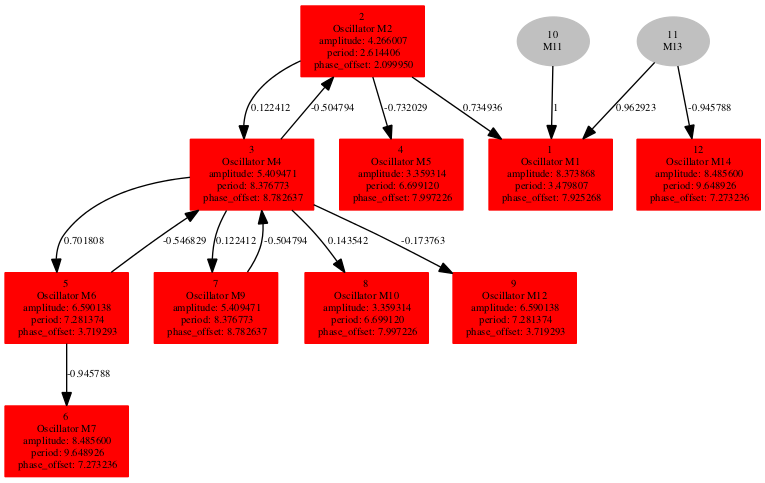 2
Oscillator M2
amplitude: 4.266007
period: 2.614406
phase_offset: 2.099950
10
M11
11
M13
0.122412
-0.504794
-0.732029
0.734936
1
0.962923
-0.945788
3
Oscillator M4
amplitude: 5.409471
period: 8.376773
phase_offset: 8.782637
4
Oscillator M5
amplitude: 3.359314
period: 6.699120
phase_offset: 7.997226
1
Oscillator M1
amplitude: 8.373868
period: 3.479807
phase_offset: 7.925268
12
Oscillator M14
amplitude: 8.485600
period: 9.648926
phase_offset: 7.273236
0.701808
-0.546829
0.122412
-0.504794
0.143542
-0.173763
5
Oscillator M6
amplitude: 6.590138
period: 7.281374
phase_offset: 3.719293
7
Oscillator M9
amplitude: 5.409471
period: 8.376773
phase_offset: 8.782637
8
Oscillator M10
amplitude: 3.359314
period: 6.699120
phase_offset: 7.997226
9
Oscillator M12
amplitude: 6.590138
period: 7.281374
phase_offset: 3.719293
-0.945788
6
Oscillator M7
amplitude: 8.485600
period: 9.648926
phase_offset: 7.273236